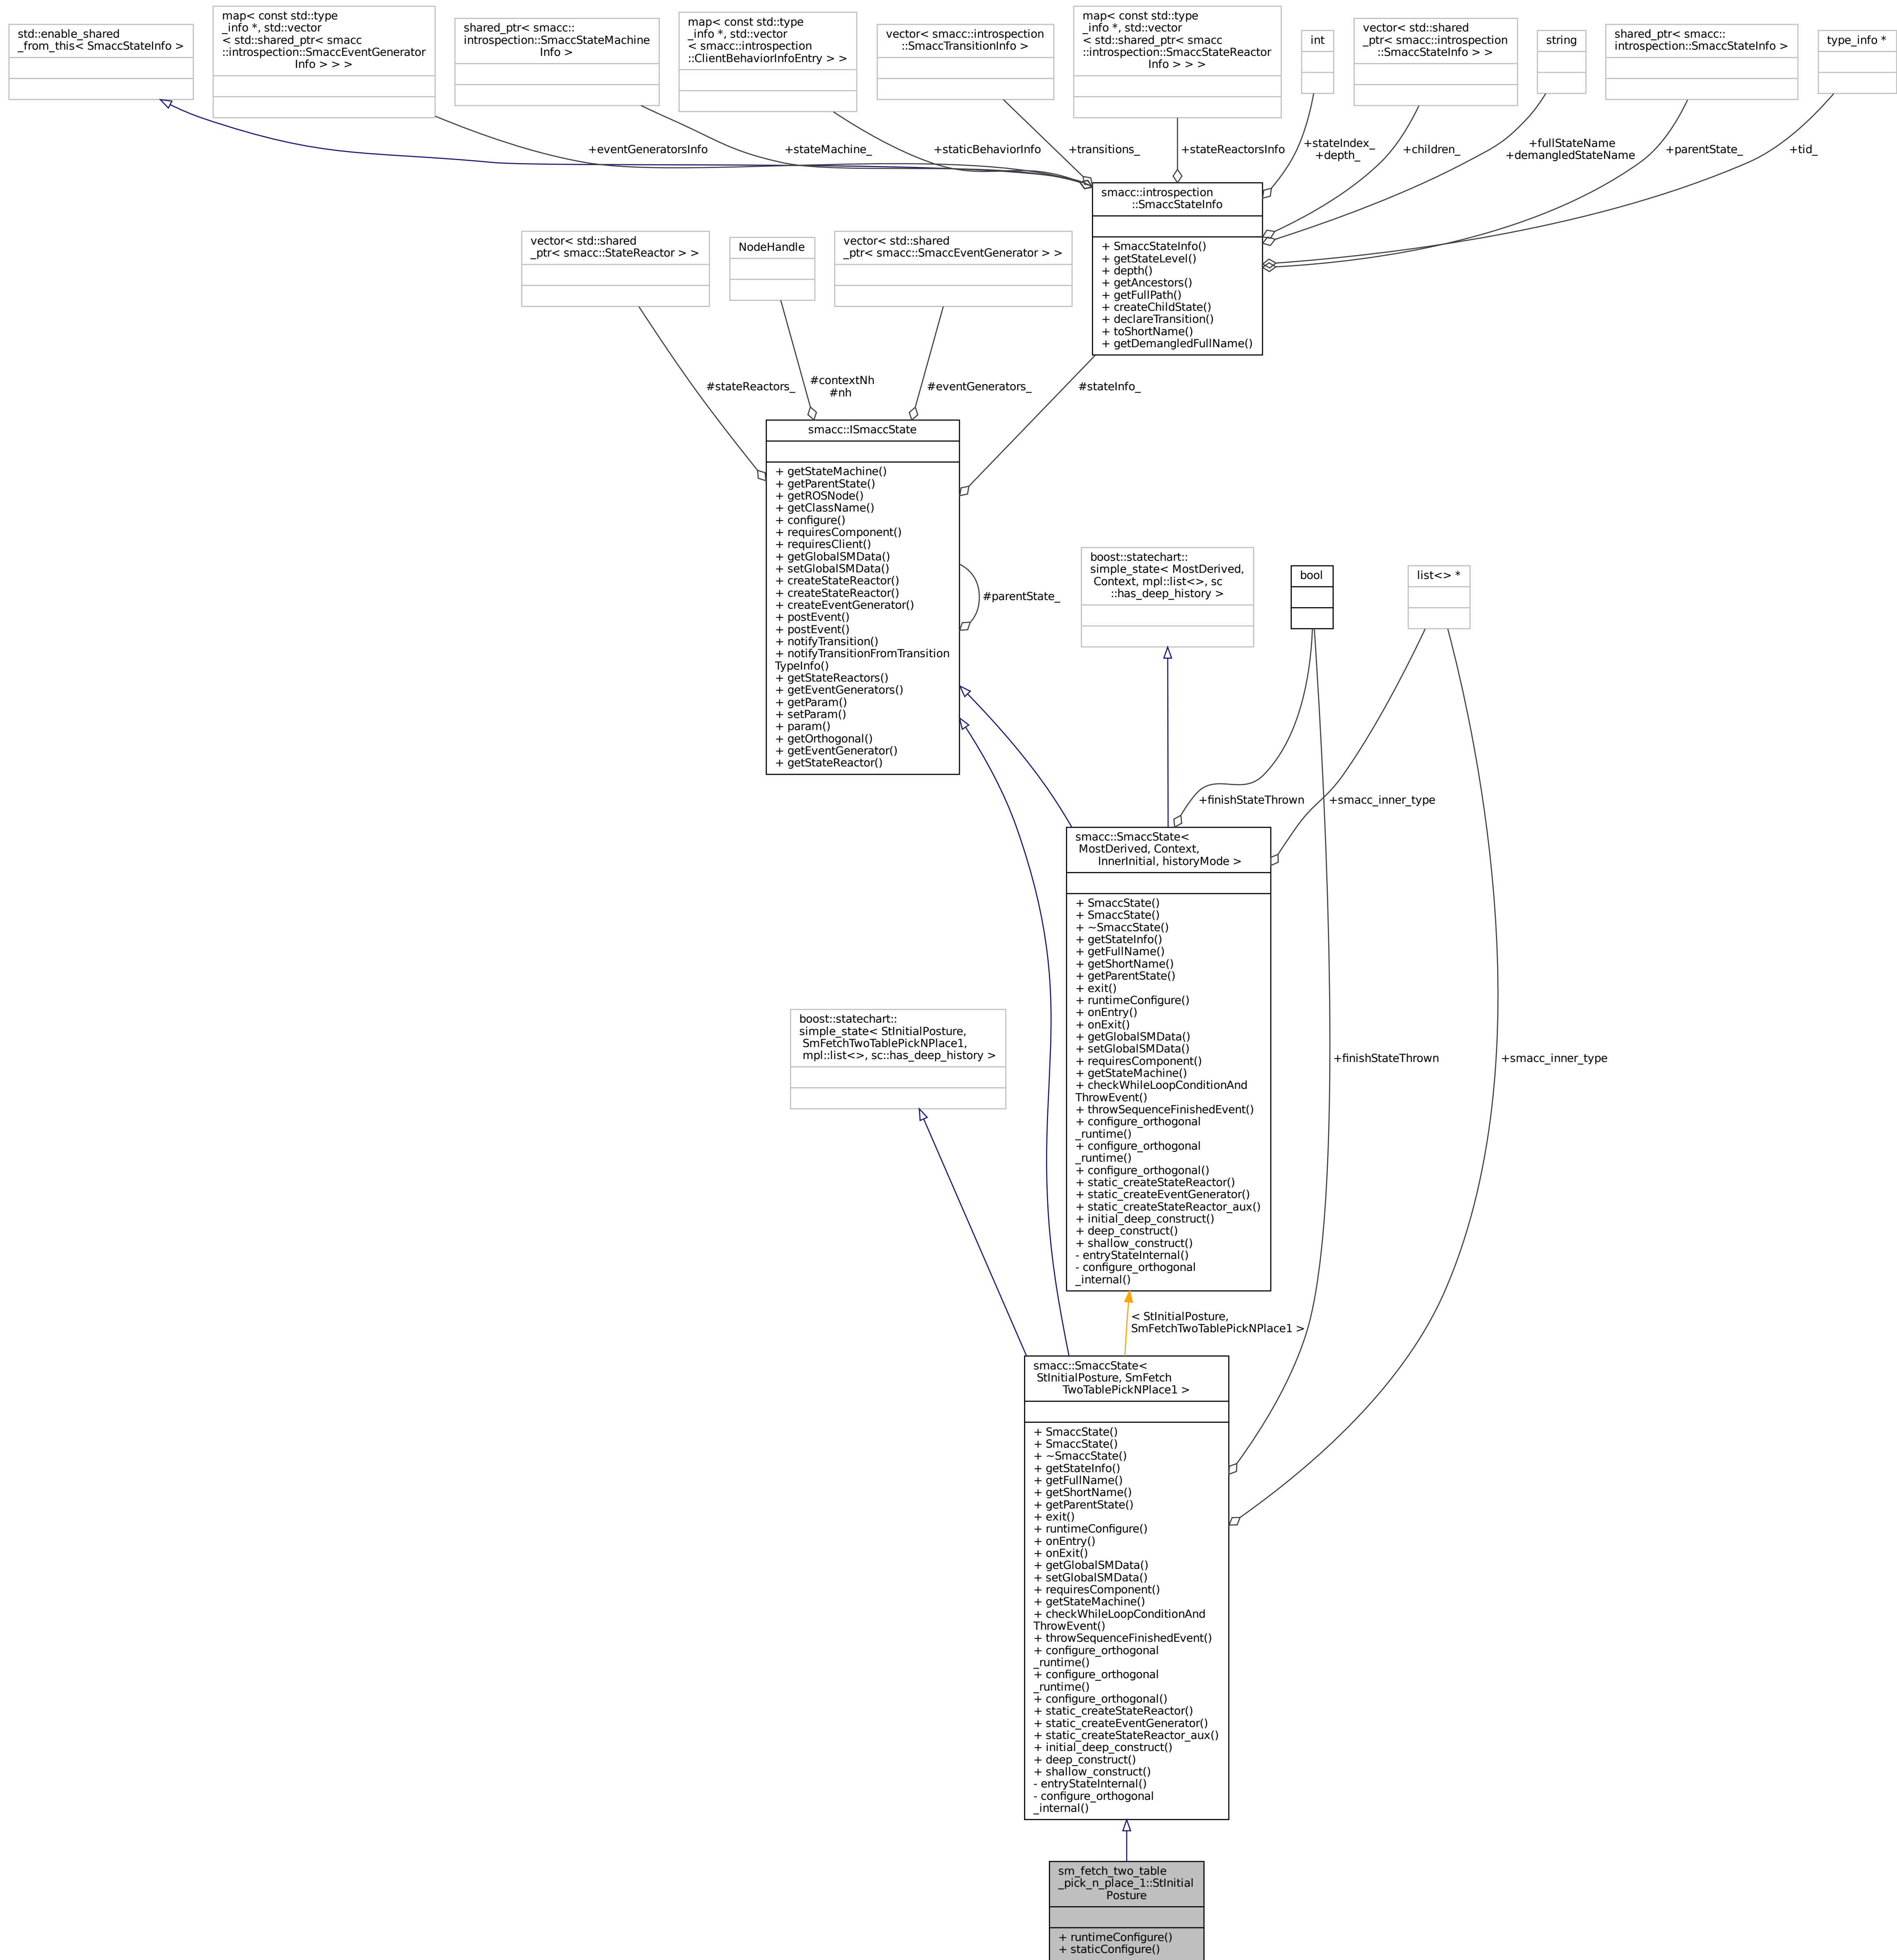 std::enable_shared
_from_this< SmaccStateInfo >
map< const std::type
_info *, std::vector
< std::shared_ptr< smacc
::introspection::SmaccEventGenerator
Info > > >
shared_ptr< smacc::
introspection::SmaccStateMachine
Info >
map< const std::type
_info *, std::vector
< smacc::introspection
::ClientBehaviorInfoEntry > >
vector< smacc::introspection
::SmaccTransitionInfo >
map< const std::type
_info *, std::vector
< std::shared_ptr< smacc
::introspection::SmaccStateReactor
Info > > >
int
vector< std::shared
_ptr< smacc::introspection
::SmaccStateInfo > >
string
shared_ptr< smacc::
introspection::SmaccStateInfo >
type_info *
+eventGeneratorsInfo
+stateMachine_
+staticBehaviorInfo
+transitions_
+stateReactorsInfo
+stateIndex_
+depth_
+children_
+fullStateName
+demangledStateName
+parentState_
+tid_
smacc::introspection
::SmaccStateInfo
+ SmaccStateInfo()
+ getStateLevel()
+ depth()
+ getAncestors()
+ getFullPath()
+ createChildState()
+ declareTransition()
+ toShortName()
+ getDemangledFullName()
vector< std::shared
_ptr< smacc::StateReactor > >
NodeHandle
vector< std::shared
_ptr< smacc::SmaccEventGenerator > >
#stateReactors_
#contextNh
#nh
#eventGenerators_
#stateInfo_
smacc::ISmaccState
+ getStateMachine()
+ getParentState()
+ getROSNode()
+ getClassName()
+ configure()
+ requiresComponent()
+ requiresClient()
+ getGlobalSMData()
+ setGlobalSMData()
+ createStateReactor()
+ createStateReactor()
+ createEventGenerator()
+ postEvent()
+ postEvent()
+ notifyTransition()
+ notifyTransitionFromTransition
TypeInfo()
+ getStateReactors()
+ getEventGenerators()
+ getParam()
+ setParam()
+ param()
+ getOrthogonal()
+ getEventGenerator()
+ getStateReactor()
#parentState_
boost::statechart::
simple_state< MostDerived,
Context, mpl::list<>, sc
::has_deep_history >
bool
list<> *
+finishStateThrown
+smacc_inner_type
smacc::SmaccState<
MostDerived, Context,
InnerInitial, historyMode >
+ SmaccState()
+ SmaccState()
+ ~SmaccState()
+ getStateInfo()
+ getFullName()
+ getShortName()
+ getParentState()
+ exit()
+ runtimeConfigure()
+ onEntry()
+ onExit()
+ getGlobalSMData()
+ setGlobalSMData()
+ requiresComponent()
+ getStateMachine()
+ checkWhileLoopConditionAnd
ThrowEvent()
+ throwSequenceFinishedEvent()
+ configure_orthogonal
_runtime()
+ configure_orthogonal
_runtime()
+ configure_orthogonal()
+ static_createStateReactor()
+ static_createEventGenerator()
+ static_createStateReactor_aux()
+ initial_deep_construct()
+ deep_construct()
+ shallow_construct()
- entryStateInternal()
- configure_orthogonal
_internal()
boost::statechart::
simple_state< StInitialPosture,
SmFetchTwoTablePickNPlace1,
mpl::list<>, sc::has_deep_history >
+finishStateThrown
+smacc_inner_type
< StInitialPosture,
SmFetchTwoTablePickNPlace1 >
smacc::SmaccState<
StInitialPosture, SmFetch
TwoTablePickNPlace1 >
+ SmaccState()
+ SmaccState()
+ ~SmaccState()
+ getStateInfo()
+ getFullName()
+ getShortName()
+ getParentState()
+ exit()
+ runtimeConfigure()
+ onEntry()
+ onExit()
+ getGlobalSMData()
+ setGlobalSMData()
+ requiresComponent()
+ getStateMachine()
+ checkWhileLoopConditionAnd
ThrowEvent()
+ throwSequenceFinishedEvent()
+ configure_orthogonal
_runtime()
+ configure_orthogonal
_runtime()
+ configure_orthogonal()
+ static_createStateReactor()
+ static_createEventGenerator()
+ static_createStateReactor_aux()
+ initial_deep_construct()
+ deep_construct()
+ shallow_construct()
- entryStateInternal()
- configure_orthogonal
_internal()
sm_fetch_two_table
_pick_n_place_1::StInitial
Posture
+ runtimeConfigure()
+ staticConfigure()